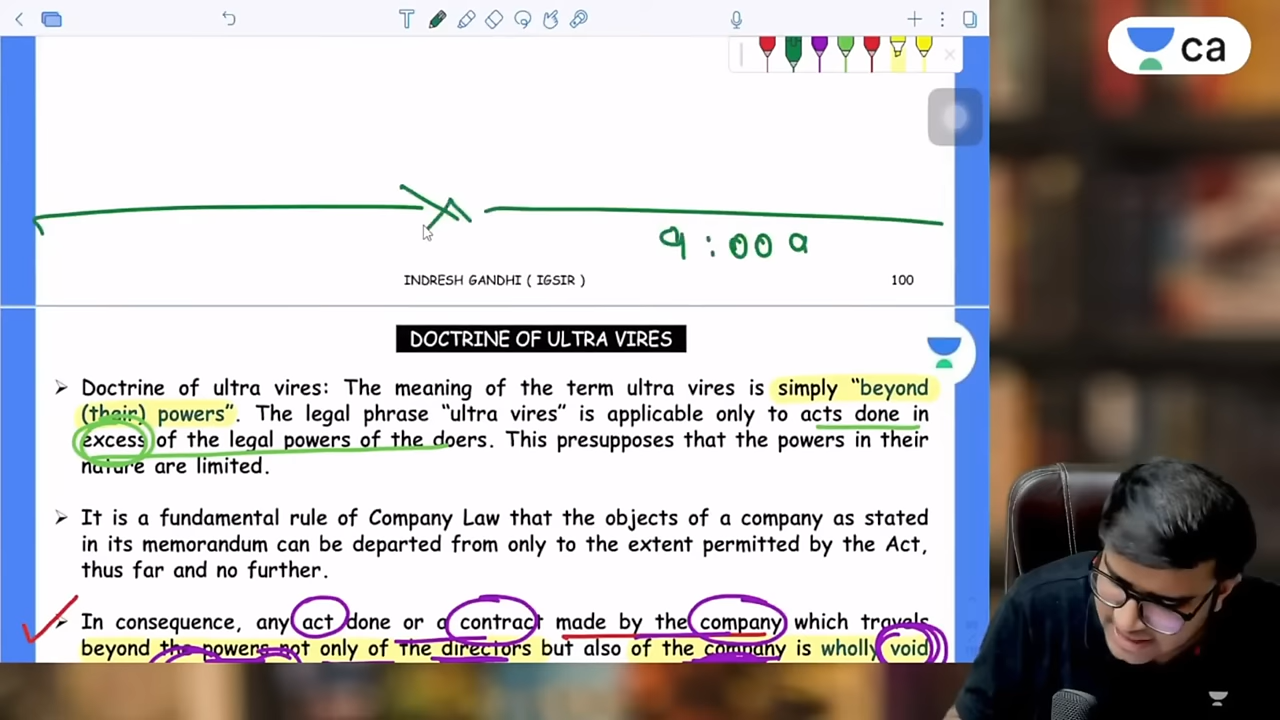 ca
9:00 a
INDRESH GANDHI ( IGSIR ) 100
DOCTRINE OF ULTRA VIRES
➢ Doctrine of ultra vires: The meaning of the term ultra vires is simply “beyond
(their) powers”. The legal phrase “ultra vires” is applicable only to acts done in
excess of the legal powers of the doers. This presupposes that the powers in their
nature are limited.
➢ It is a fundamental rule of Company Law that the objects of a company as stated
in its memorandum can be departed from only to the extent permitted by the Act,
thus far and no further.
➢ In consequence, any act done or a contract made by the company which travels
beyond the powers not only of the directors but also of the company is wholly void